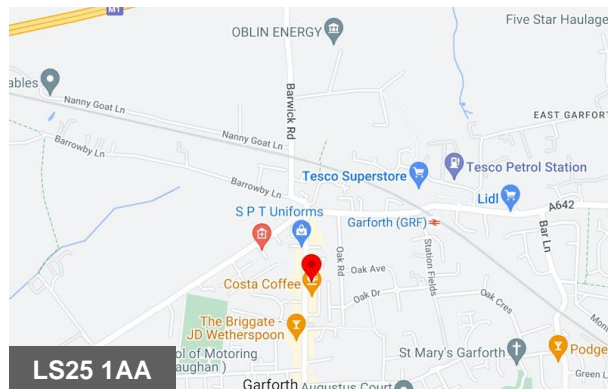 M1
OBLIN ENERGY
Five Star Haulage
ables
Nanny Goat Ln
Barwick Rd
Nanny Goat Ln
EAST GARFORT
Barrowby Ln
Tesco Petrol Station
Tesco Superstore
Barrowby Ln
Lidl
A642
S P T Uniforms
Garforth (GRF)
Bar Ln
Oak Rd
Station Fields
Oak Ave
Costa Coffee
Oak Dr
Oak Cres
The Briggate -
JD Wetherspoon
Mon
ol of Motoring
aughan )
St Mary's Garforth
Podge
LS25 1AA
Green L
Garforth
Augustus Court